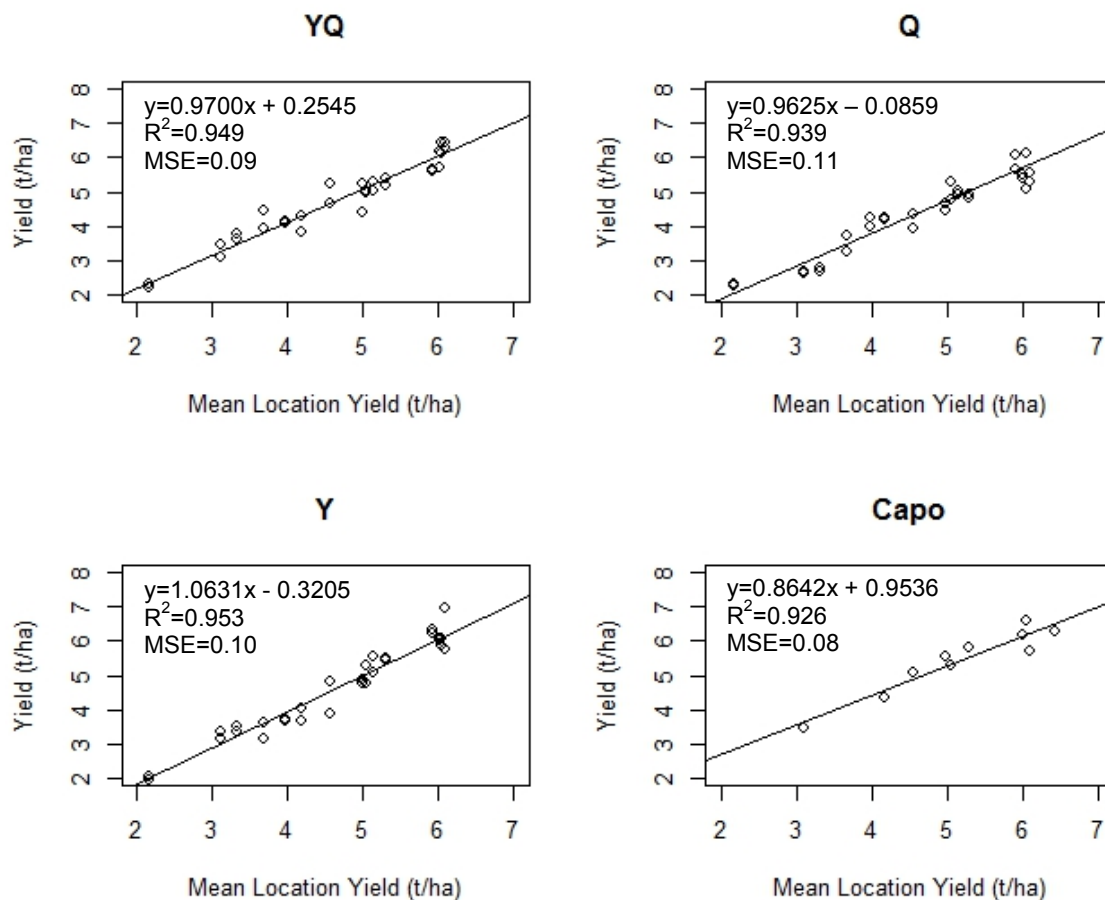 YQ
y=0.9700x + 0.2545
R²=0.949
MSE=0.09
Yield (t/ha)
8
7
6
5
4
3
2
2 3 4 5 6 7
Mean Location Yield (t/ha)
Q
y=0.9625x – 0.0859
R²=0.939
MSE=0.11
Yield (t/ha)
8
7
6
5
4
3
2
2 3 4 5 6 7
Mean Location Yield (t/ha)
Y
y=1.0631x - 0.3205
R²=0.953
MSE=0.10
Yield (t/ha)
8
7
6
5
4
3
2
2 3 4 5 6 7
Mean Location Yield (t/ha)
Capo
y=0.8642x + 0.9536
R²=0.926
MSE=0.08
Yield (t/ha)
8
7
6
5
4
3
2
2 3 4 5 6 7
Mean Location Yield (t/ha)